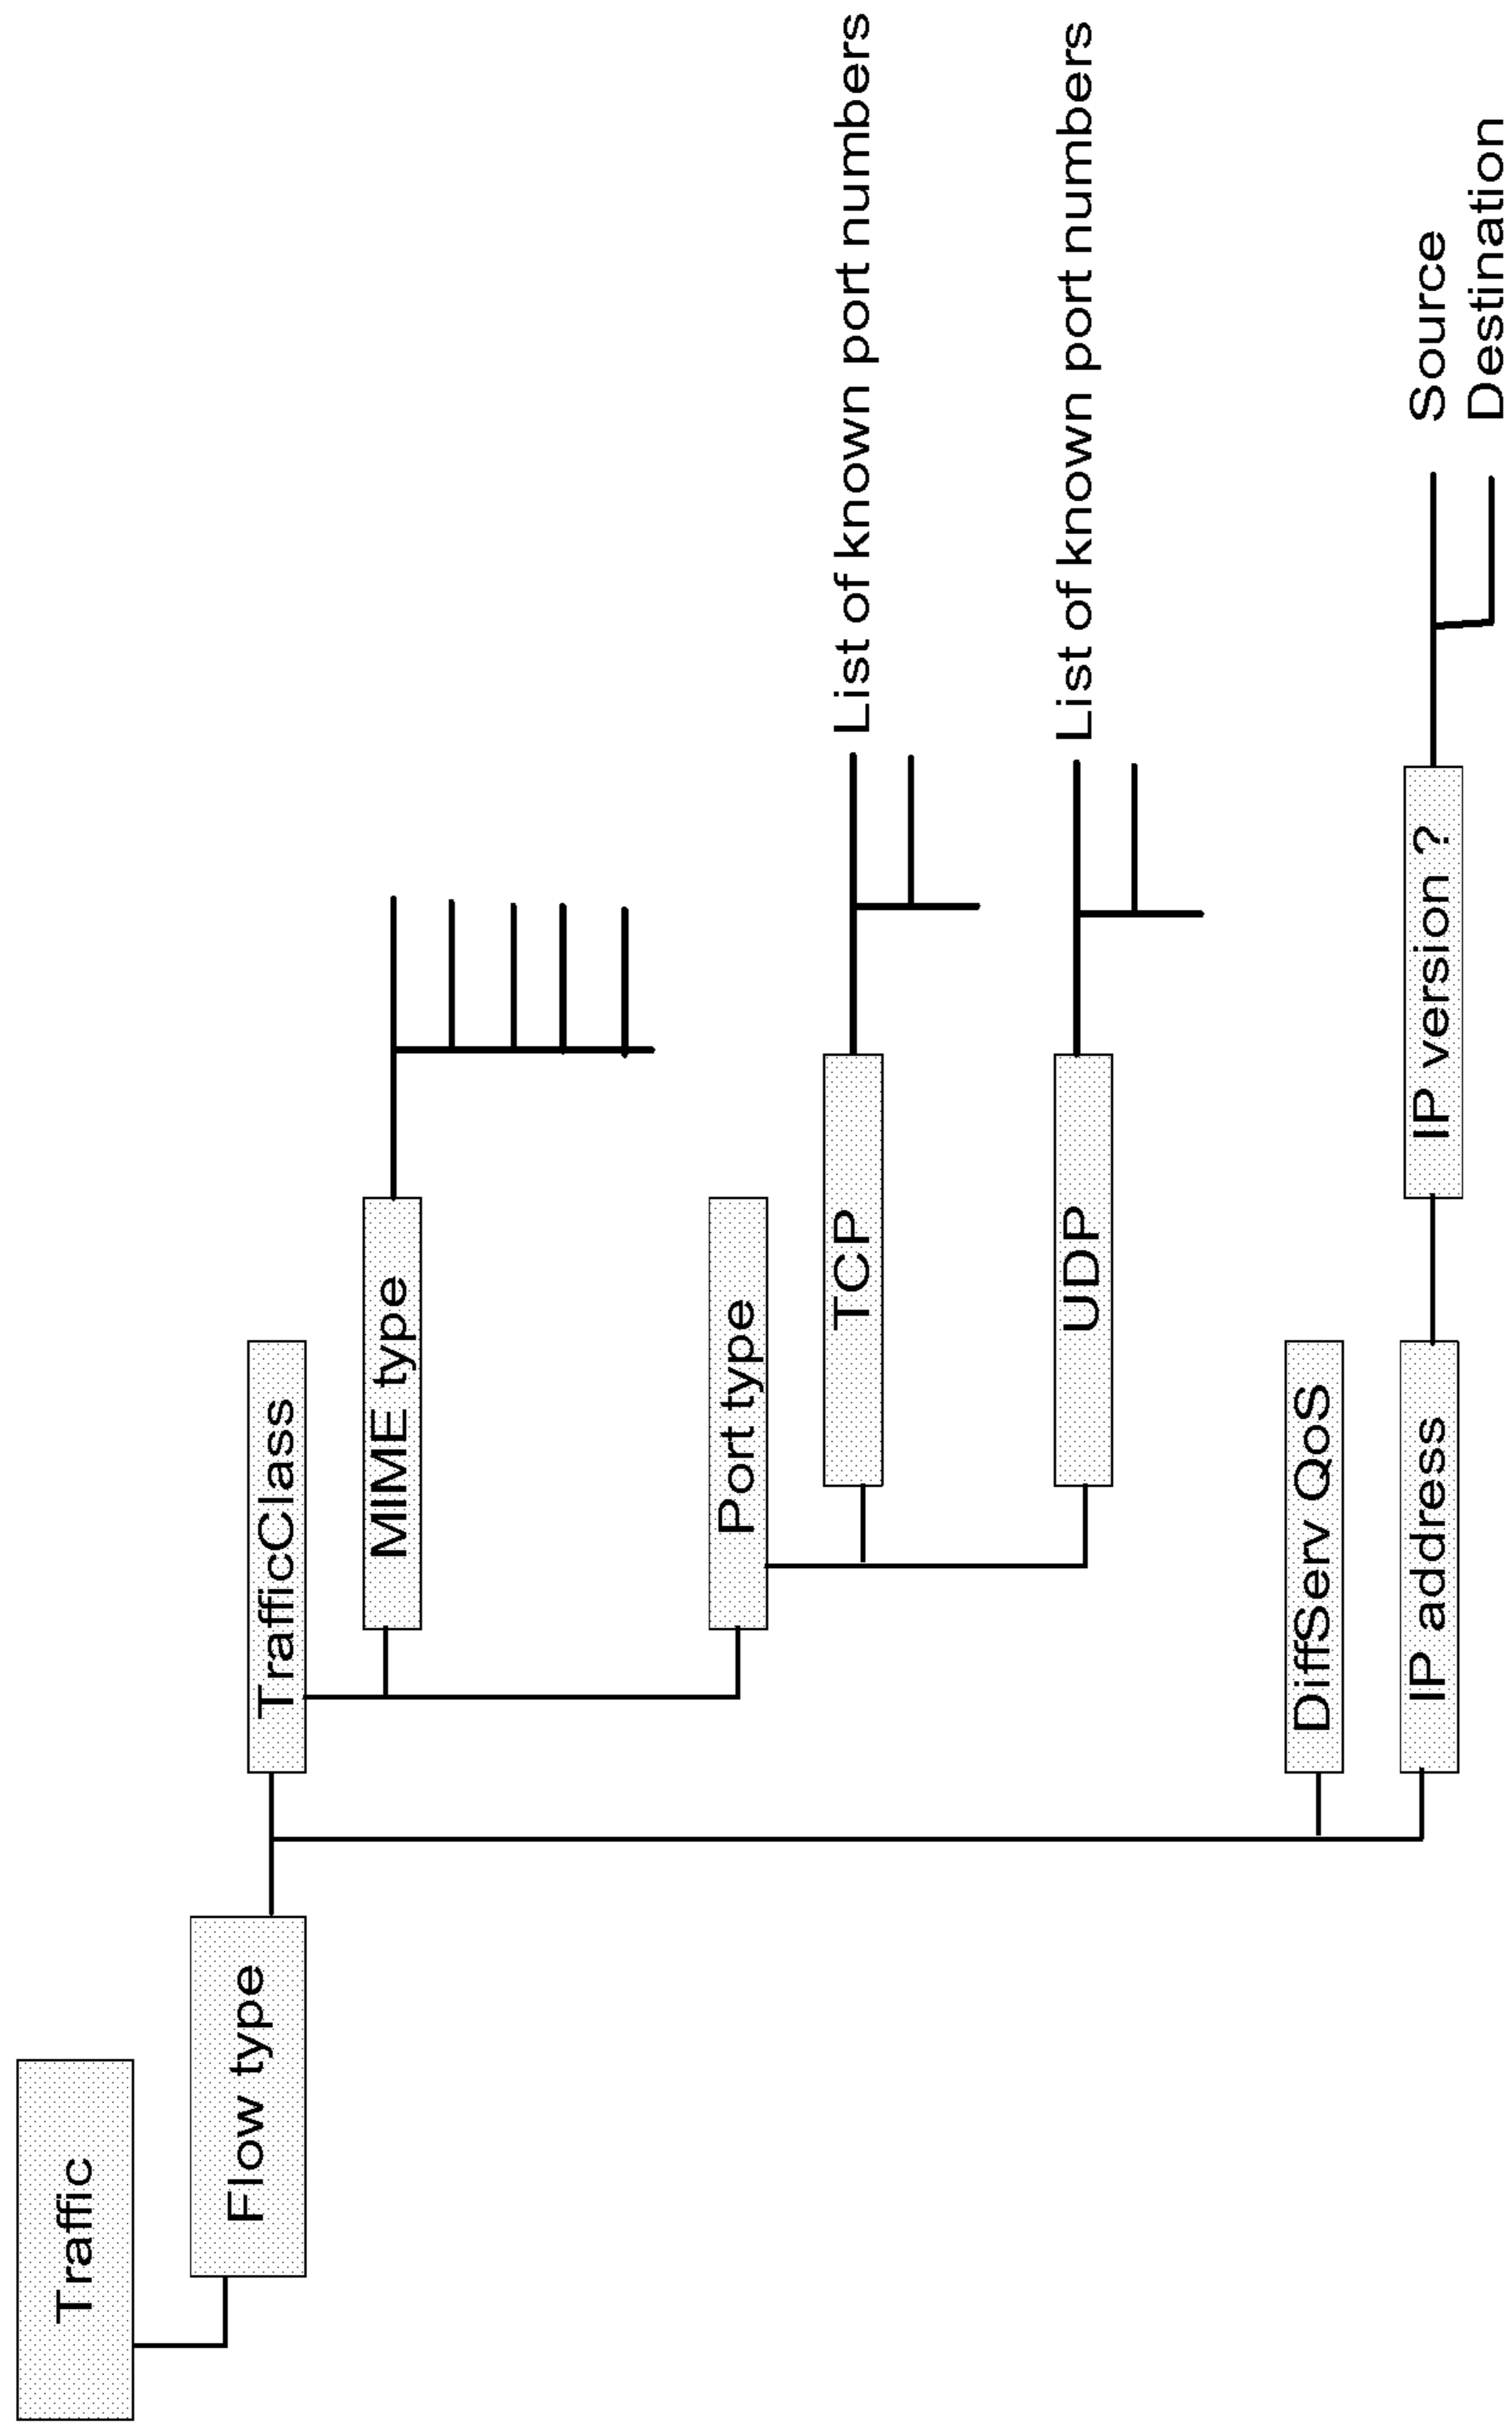 Traffic
Flow type
TrafficClass
MIME type
Port type
TCP
List of known port numbers
UDP
List of known port numbers
DiffServ QoS
IP address
IP version ?
Source
Destination